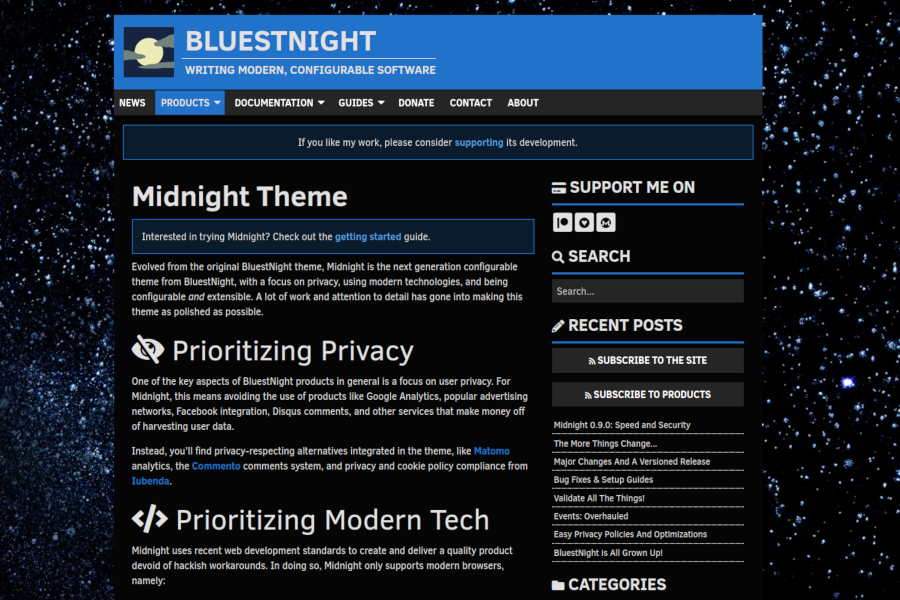 BLUESTNIGHT
WRITING MODERN, CONFIGURABLE SOFTWARE
NEWS PRODUCTS DOCUMENTATION GUIDES DONATE CONTACT ABOUT
If you like my work, please consider supporting its development.
Midnight Theme
Interested in trying Midnight? Check out the getting started guide.
Evolved from the original BluestNight theme, Midnight is the next generation configurable
theme from BluestNight, with a focus on privacy, using modern technologies, and being
configurable and extensible. A lot of work and attention to detail has gone into making this
theme as polished as possible.
Prioritizing Privacy
One of the key aspects of BluestNight products in general is a focus on user privacy. For
Midnight, this means avoiding the use of products like Google Analytics, popular advertising
networks, Facebook integration, Disqus comments, and other services that make money off
of harvesting user data.
Instead, you'll find privacy-respecting alternatives integrated in the theme, like Matomo
analytics, the Commento comments system, and privacy and cookie policy compliance from
Iubenda.
Prioritizing Modern Tech
Midnight uses recent web development standards to create and deliver a quality product
devoid of hackish workarounds. In doing so, Midnight only supports modern browsers,
namely:
SUPPORT ME ON
SEARCH
Search...
RECENT POSTS
SUBSCRIBE TO THE SITE
SUBSCRIBE TO PRODUCTS
Midnight 0.9.0: Speed and Security
The More Things Change...
Major Changes And A Versioned Release
Bug Fixes & Setup Guides
Validate All The Things!
Events: Overhauled
Easy Privacy Policies And Optimizations
BluestNight Is All Grown Up!
CATEGORIES